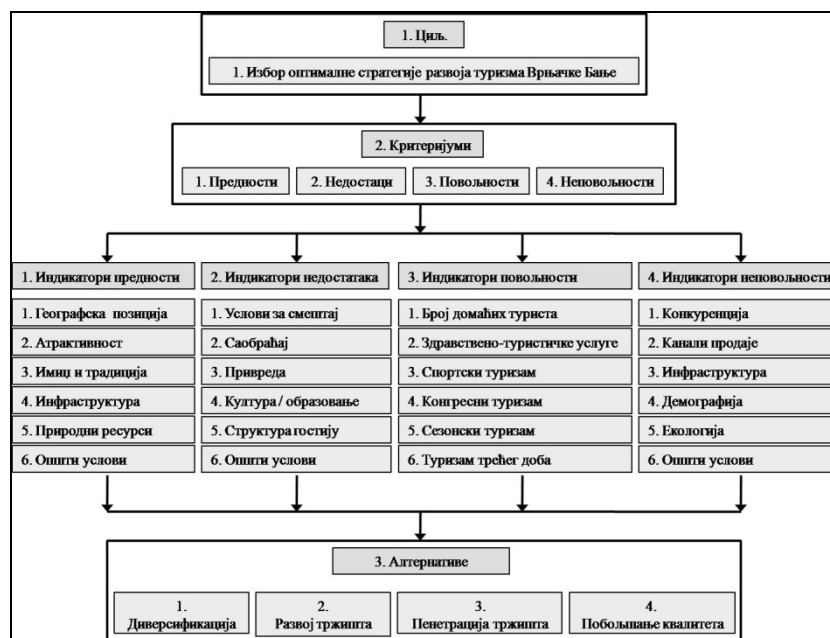 1. Циљ.
1. Избор оптималне стратегије развоја туризма Врњачке Бање
2. Критеријуми
1. Предности
2. Недостаци
3. Повољности
4. Неповољности
1. Индикатори предности
1. Географска позиција
2. Атрактивност
3. Имиџ и традиција
4. Инфраструктура
5. Природни ресурси
6. Општи услови
2. Индикатори недостатака
1. Услови за смештај
2. Саобраћај
3. Привреда
4. Култура / образовање
5. Структура гостију
6. Општи услови
3. Индикатори повољности
1. Број домаћих туриста
2. Здравствено-туристичке услуге
3. Спортски туризам
4. Конгресни туризам
5. Сезонски туризам
6. Туризам трећег доба
4. Индикатори неповољности
1. Конкуренција
2. Канали продаје
3. Инфраструктура
4. Демографија
5. Екологија
6. Општи услови
3. Алтернативе
1.
Диверсификација
2.
Развој тржишта
3.
Пенетрација тржишта
4.
Побољшање квалитета